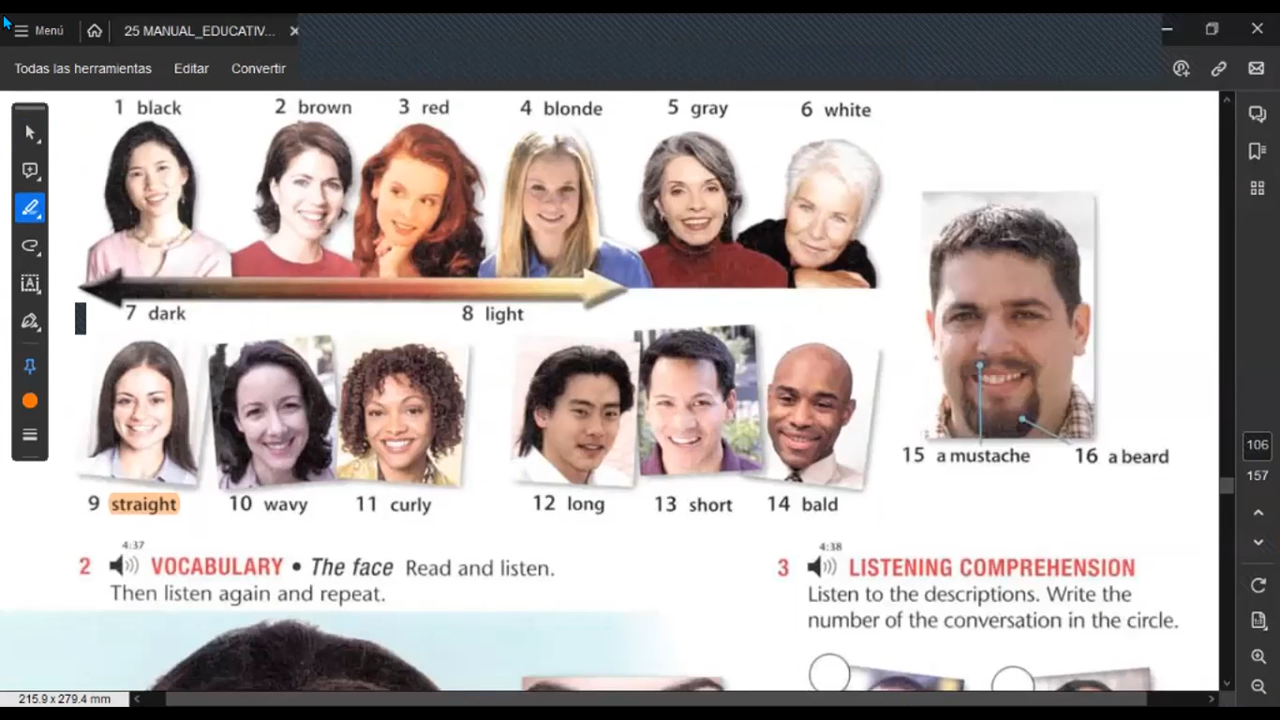 Menú
25 MANUAL_EDUCATIV...
Todas las herramientas Editar Convertir
1 black 2 brown 3 red 4 blonde 5 gray 6 white
7 dark 8 light
15 a mustache 16 a beard
9 straight 10 wavy 11 curly 12 long 13 short 14 bald
106
157
4:37
2 VOCABULARY • The face Read and listen.
Then listen again and repeat.
4:38
3 LISTENING COMPREHENSION
Listen to the descriptions. Write the
number of the conversation in the circle.
215.9 x 279.4 mm